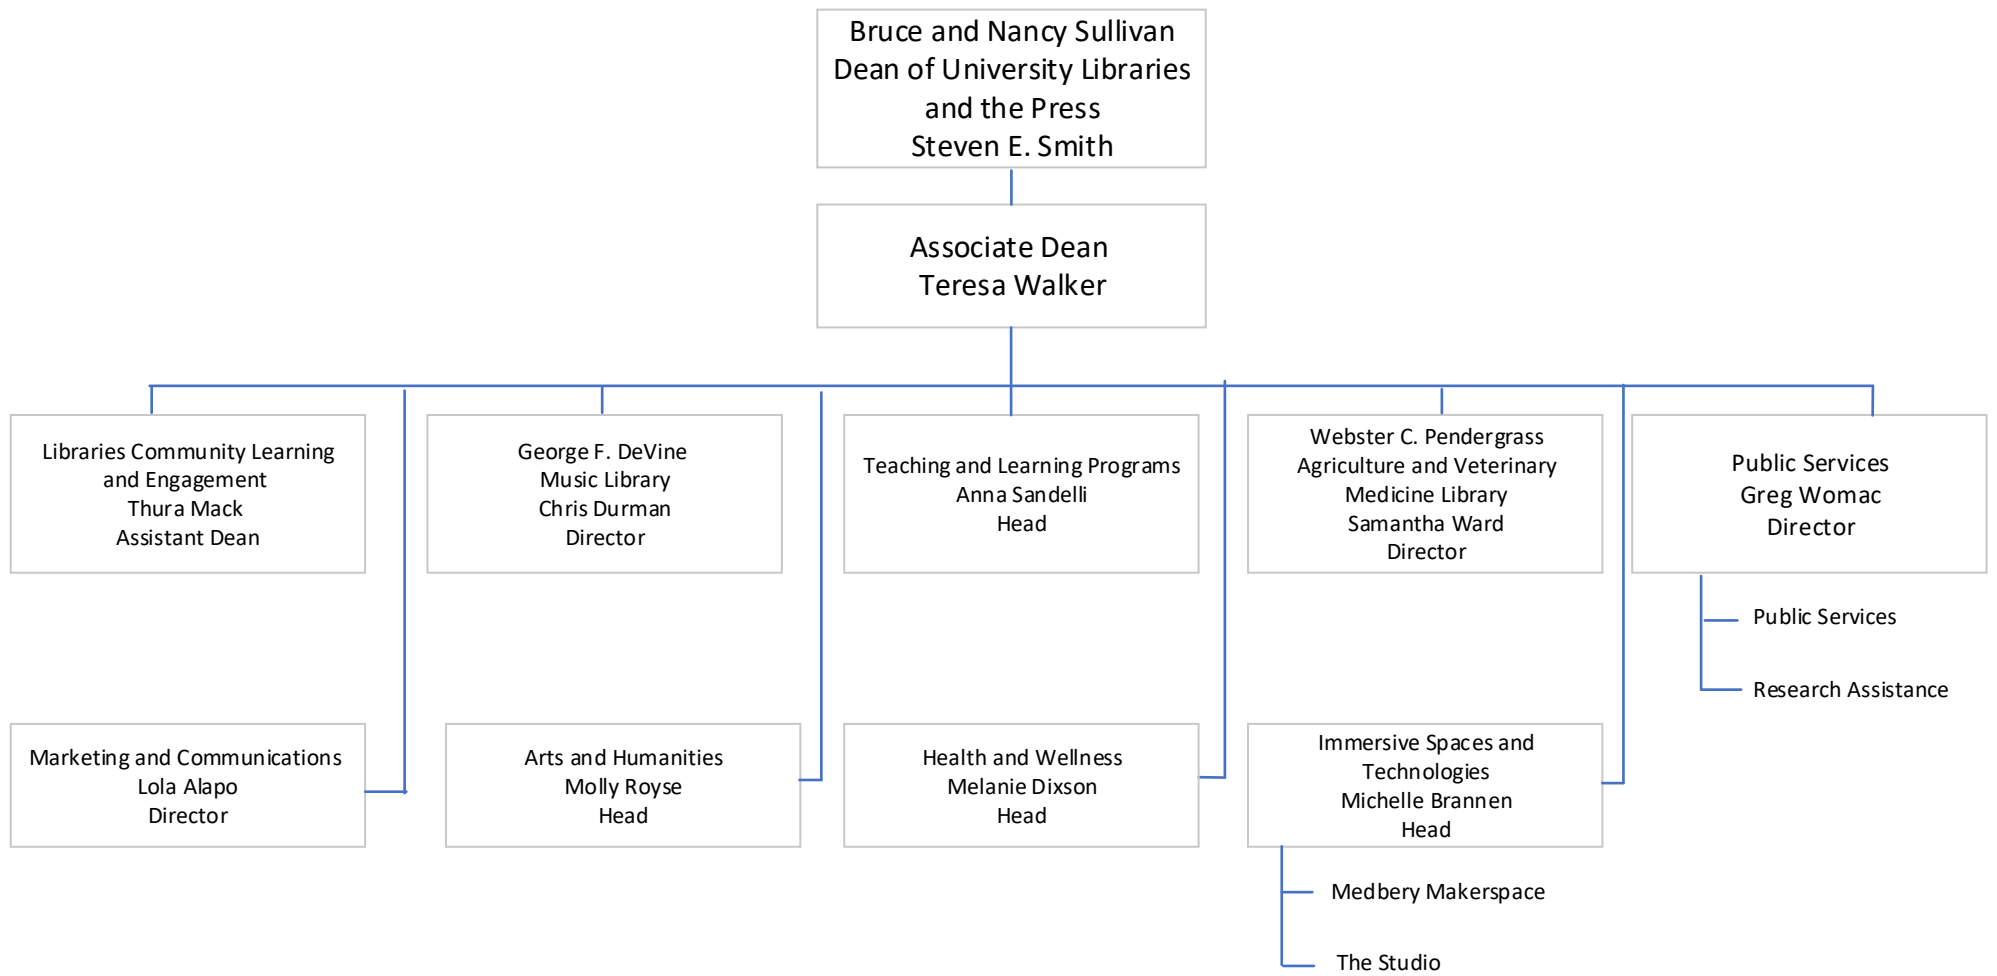 Bruce and Nancy Sullivan
Dean of University Libraries
and the Press
Steven E. Smith
Associate Dean
Teresa Walker
Libraries Community Learning
and Engagement
Thura Mack
Assistant Dean
George F. DeVine
Music Library
Chris Durman
Director
Teaching and Learning Programs
Anna Sandelli
Head
Webster C. Pendergrass
Agriculture and Veterinary
Medicine Library
Samantha Ward
Director
Public Services
Greg Womac
Director
Public Services
Research Assistance
Marketing and Communications
Lola Alapo
Director
Arts and Humanities
Molly Royse
Head
Health and Wellness
Melanie Dixson
Head
Immersive Spaces and
Technologies
Michelle Brannen
Head
Medbery Makerspace
The Studio